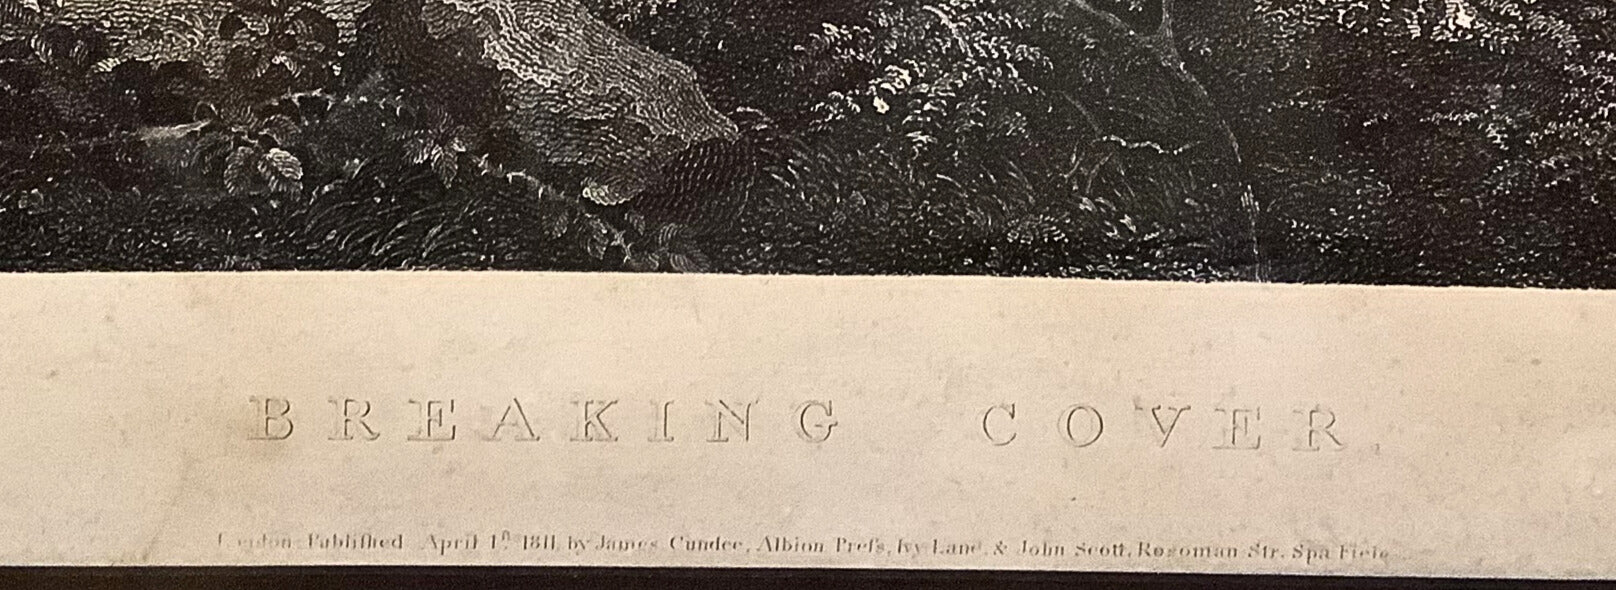 BREAKING COVER.
London Publiſhed April 1ſt 1811, by James Cundee, Albion Preſs, Ivy Lane, & John Scott, Rosoman Str. Spa Fields